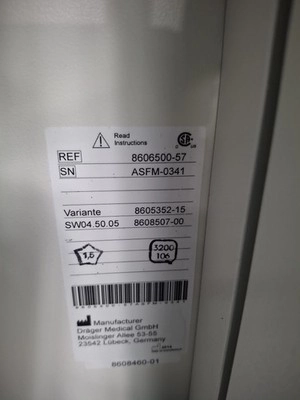 Read
Instructions
REF 8606500-57
SN ASFM-0341
Variante 8605352-15
SW04.50.05 8608507-00
1,5
3200
106
Manufacturer
Dräger Medical GmbH
Moislinger Allee 53-55
23542 Lübeck, Germany
8608460-01